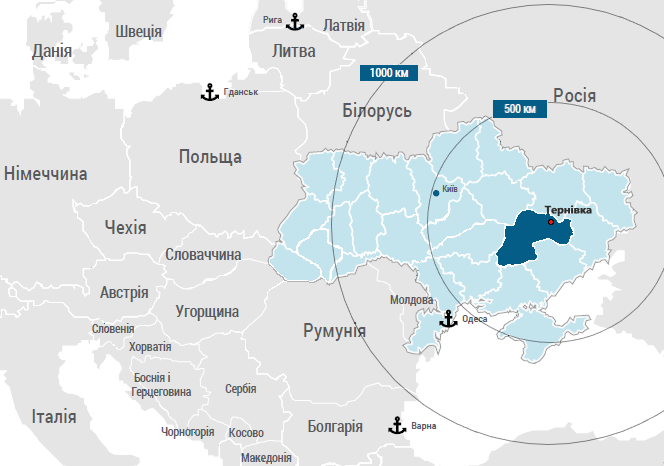 Рига
Латвія
Швеція
Данія
Литва
1000 км
Гданськ
Росія
500 км
Білорусь
Польща
Німеччина
Київ
Тернівка
Чехія
Словаччина
Австрія
Молдова
Угорщина
Одеса
Словенія
Румунія
Хорватія
Боснія і
Герцеговина
Сербія
Італія
Болгарія
Варна
Чорногорія
Косово
Македонія